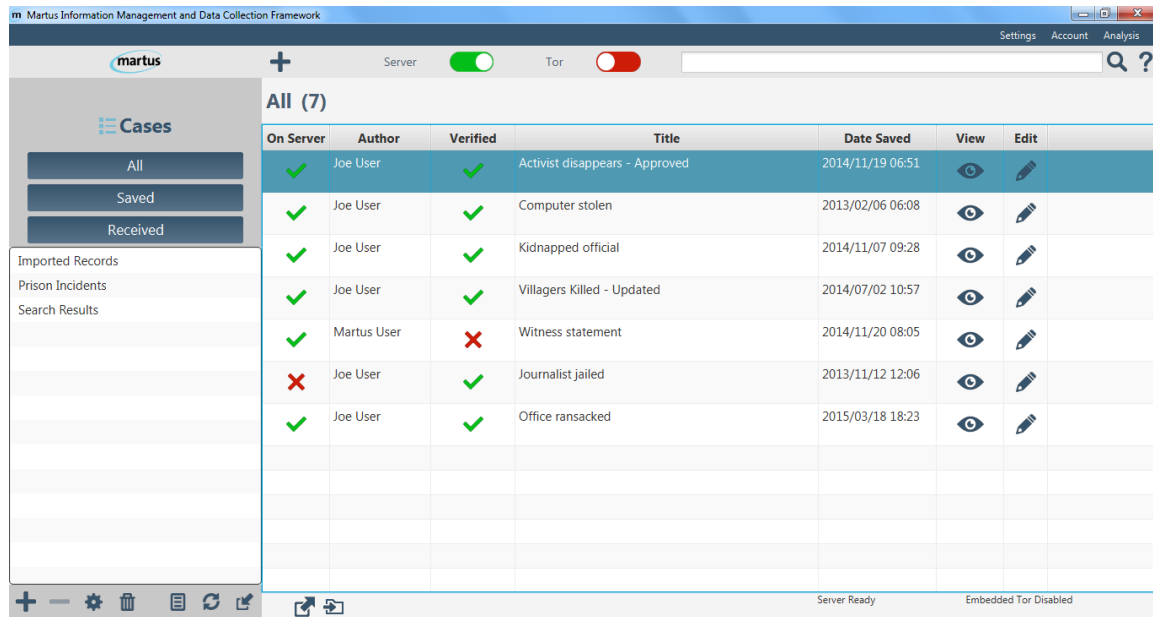 m Martus Information Management and Data Collection Framework
Settings Account Analysis
martus
Server Tor
?
Cases
All
Saved
Received
Imported Records
Prison Incidents
Search Results
All (7)
On Server Author Verified Title Date Saved View Edit
Joe User Activist disappears - Approved 2014/11/19 06:51
Joe User Computer stolen 2013/02/06 06:08
Joe User Kidnapped official 2014/11/07 09:28
Joe User Villagers Killed - Updated 2014/07/02 10:57
Martus User Witness statement 2014/11/20 08:05
Joe User Journalist jailed 2013/11/12 12:06
Joe User Office ransacked 2015/03/18 18:23
Server Ready Embedded Tor Disabled